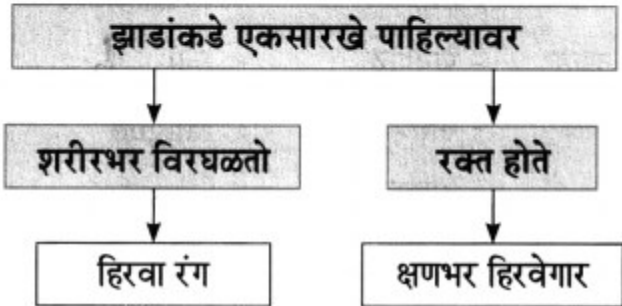 झाडांकडे एकसारखे पाहिल्यावर
शरीरभर विरघळतो
रक्त होते
हिरवा रंग
क्षणभर हिरवेगार